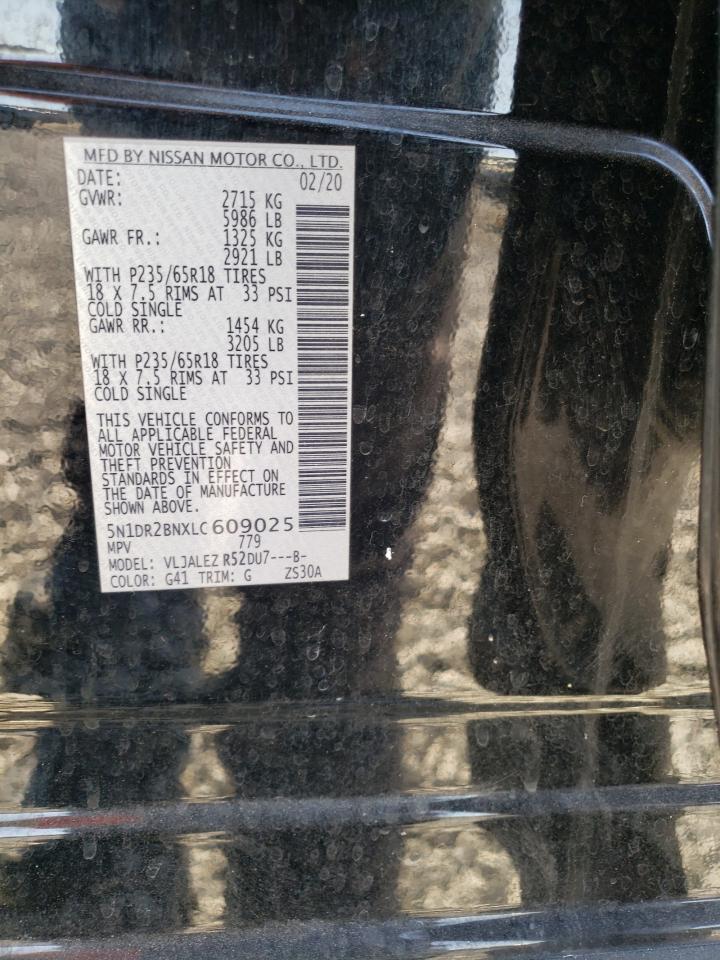 MFD BY NISSAN MOTOR CO., LTD.
DATE: 02/20
GVWR: 2715 KG
5986 LB
GAWR FR.: 1325 KG
2921 LB
WITH P235/65R18 TIRES
18 X 7.5 RIMS AT 33 PSI
COLD SINGLE
GAWR RR.: 1454 KG
3205 LB
WITH P235/65R18 TIRES
18 X 7.5 RIMS AT 33 PSI
COLD SINGLE
THIS VEHICLE CONFORMS TO
ALL APPLICABLE FEDERAL
MOTOR VEHICLE SAFETY AND
THEFT PREVENTION
STANDARDS IN EFFECT ON
THE DATE OF MANUFACTURE
SHOWN ABOVE.
5N1DR2BNXLC609025
MPV 779
MODEL: VLJALEZ R52DU7---B-
COLOR: G41 TRIM: G ZS30A